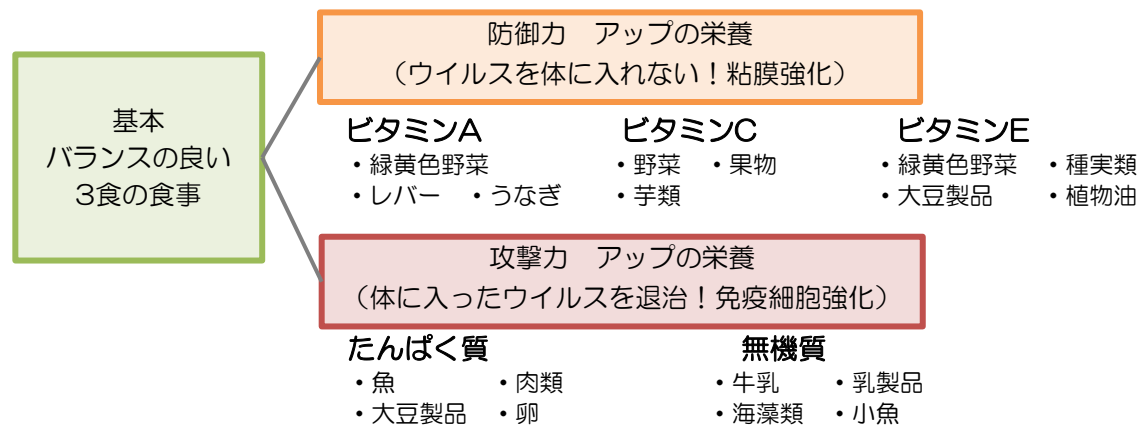 基本
バランスの良い
3食の食事
防御力　アップの栄養
（ウイルスを体に入れない！粘膜強化）
ビタミンA
・緑黄色野菜
・レバー　・うなぎ
ビタミンC
・野菜　・果物
・芋類
ビタミンE
・緑黄色野菜　・種実類
・大豆製品　・植物油
攻撃力　アップの栄養
（体に入ったウイルスを退治！免疫細胞強化）
たんぱく質
・魚　・肉類
・大豆製品　・卵
無機質
・牛乳　・乳製品
・海藻類　・小魚